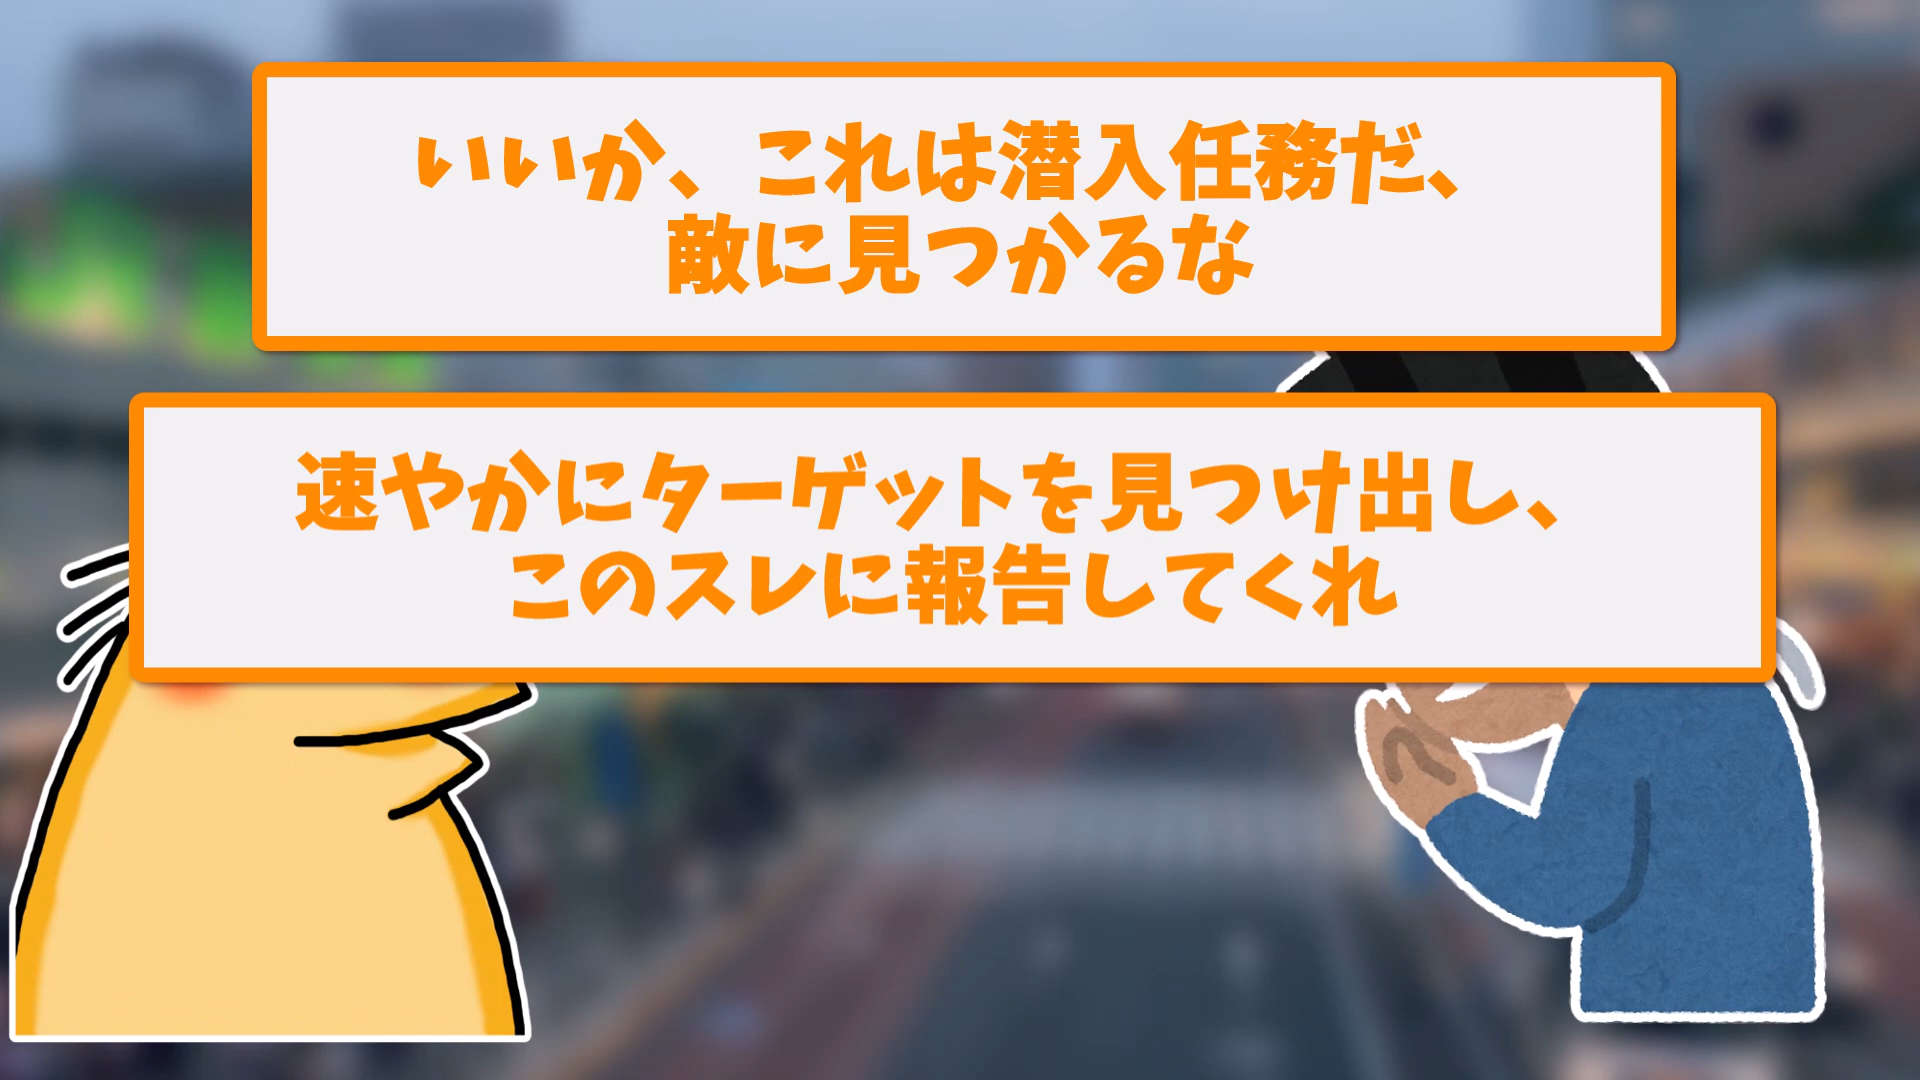 いいか、これは潜入任務だ、
敵に見つかるな
速やかにターゲットを見つけ出し、
このスレに報告してくれ